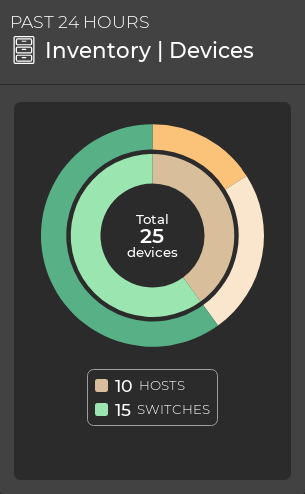 PAST 24 HOURS
Inventory | Devices
Total
25
devices
10 HOSTS
15 SWITCHES